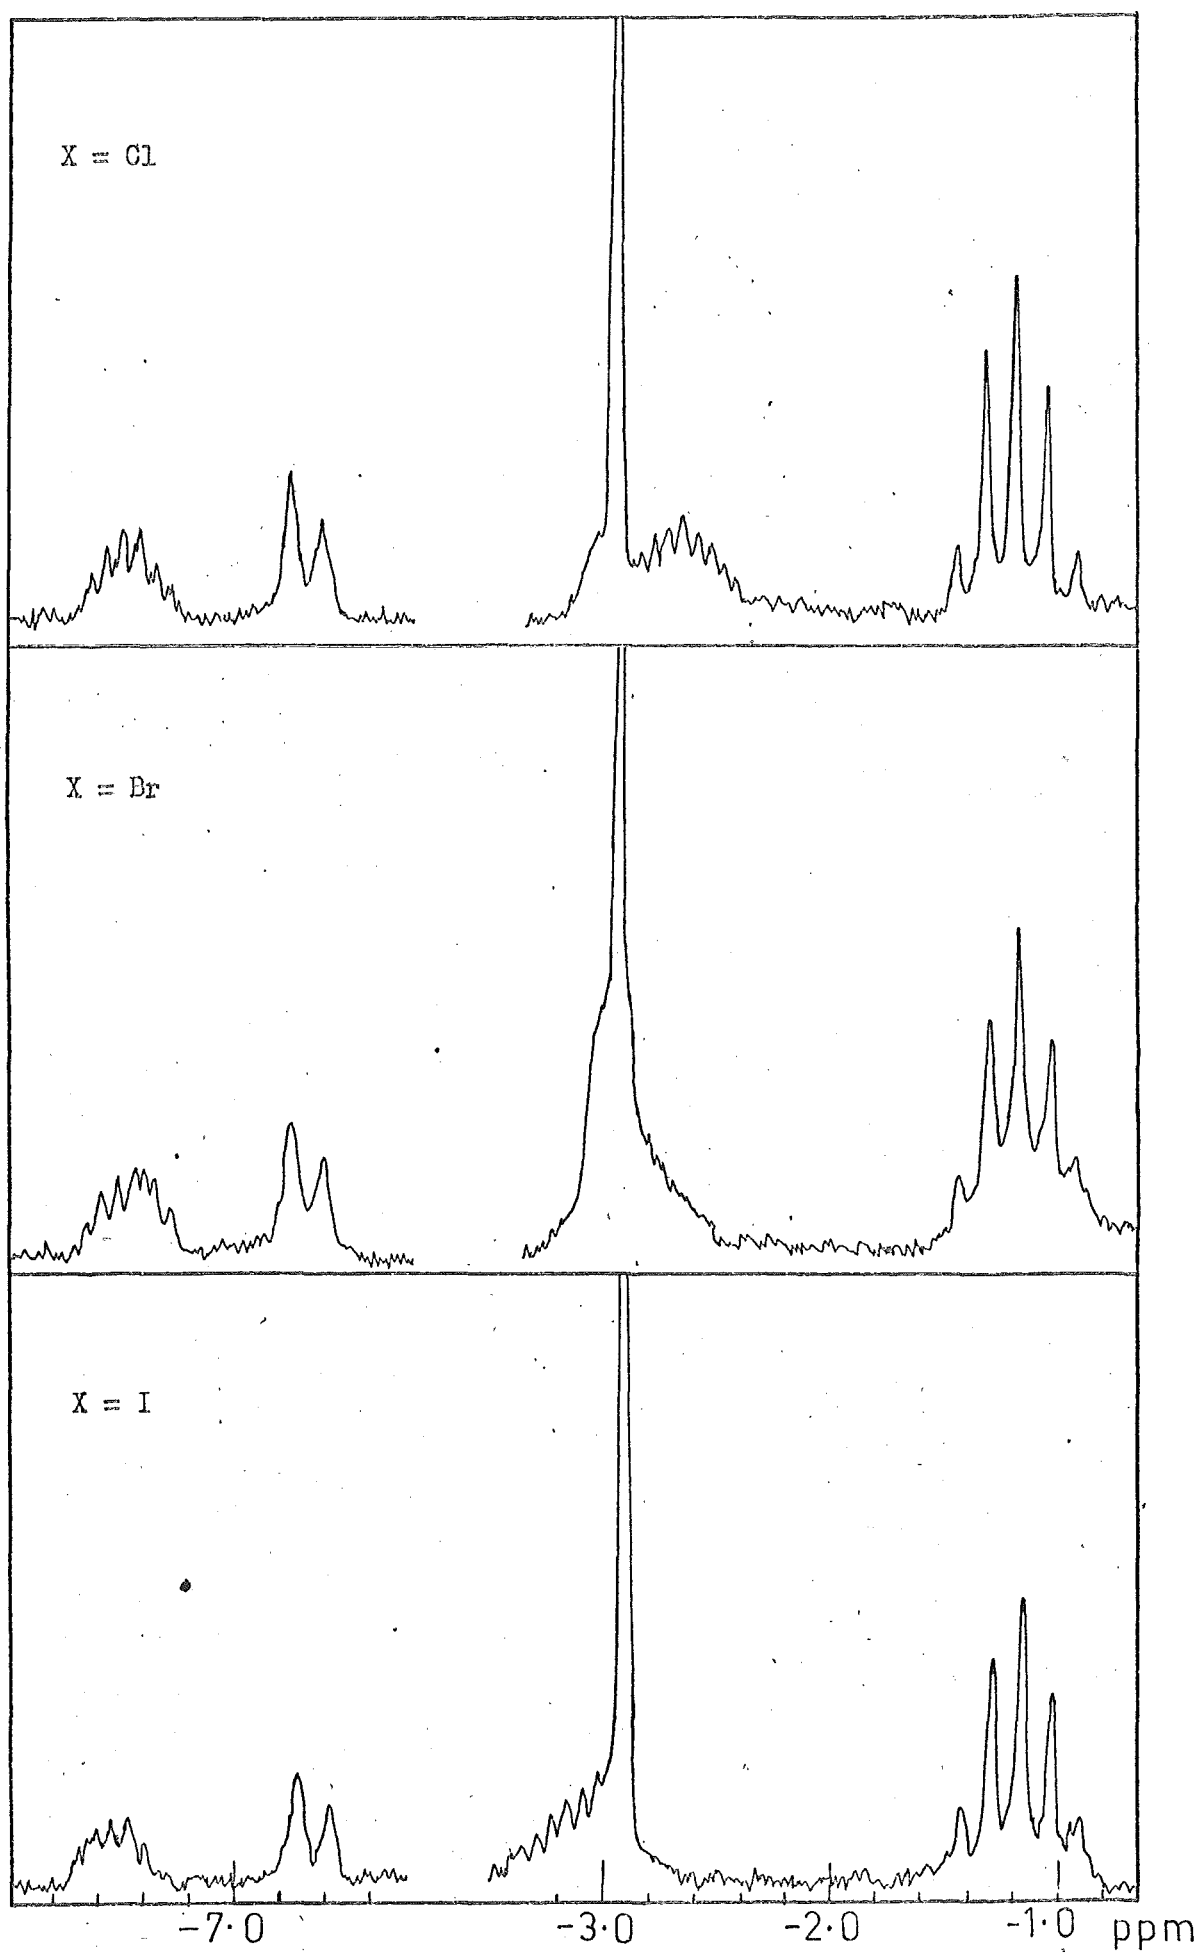 X = Cl
X = Br
X = I
-7·0 -3·0 -2·0 -1·0 ppm